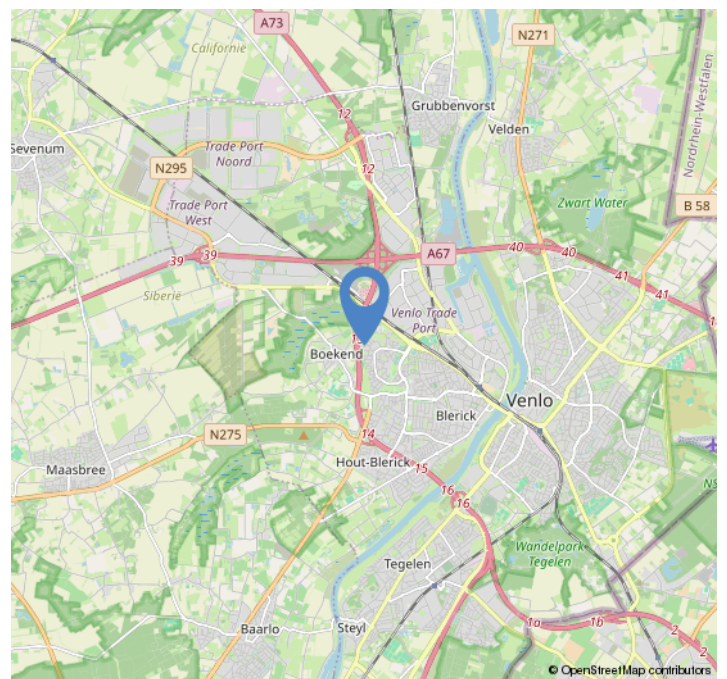 A73
N271
Californië
Grubbenvorst
12
Velden
Nordrhein-Westfalen
Sevenum
Trade Port
Noord
12
N295
Zwart Water
B 58
Trade Port
West
39
39
A67
40
40
41
41
Siberië
Venlo Trade
Port
Boekend
Venlo
Blerick
N275
14
Maasbree
Hout-Blerick
15
16
16
Wandelpark
Tegelen
Tegelen
1a
1b
2
Baarlo
Steyl
© OpenStreetMap contributors